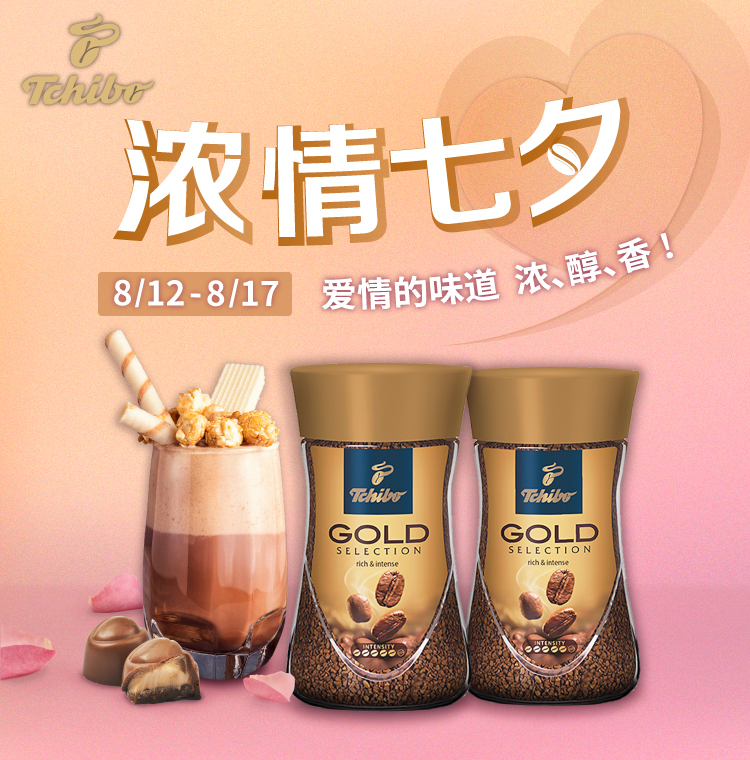 Tchibo
浓情七夕
8/12-8/17
爱情的味道 浓、醇、香！
Tchibo
GOLD
SELECTION
rich & intense
INTENSITY
Tchibo
GOLD
SELECTION
rich & intense
INTENSITY